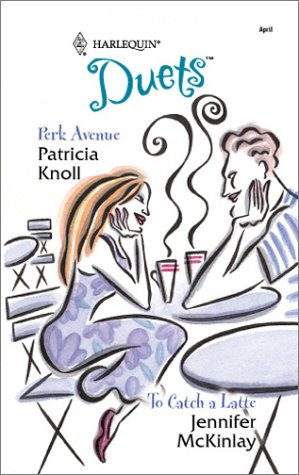 April
HARLEQUIN®
Duets™
Perk Avenue
Patricia
Knoll
To Catch a Latte
Jennifer
McKinlay